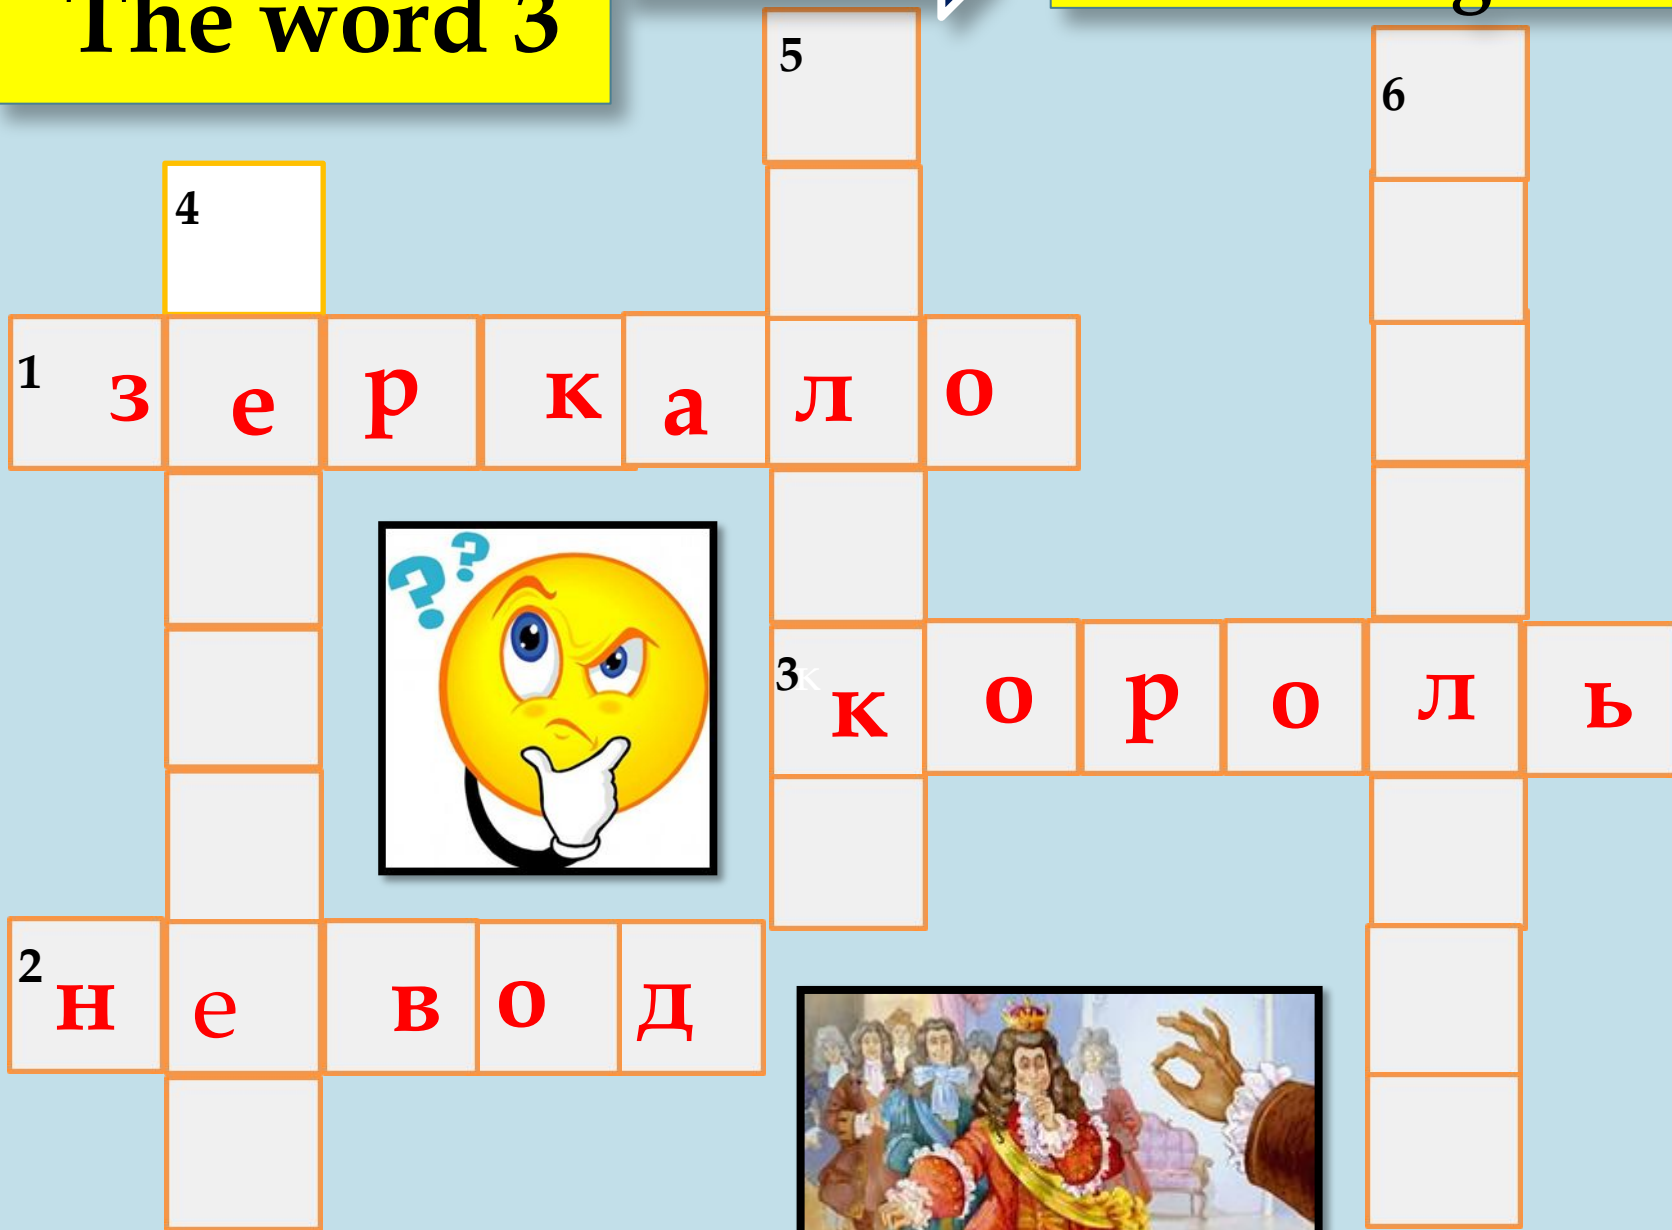 The word 3
5
6
4
1 з е р к а л о
? ?
3 к о р о л ь
2 н е в о д